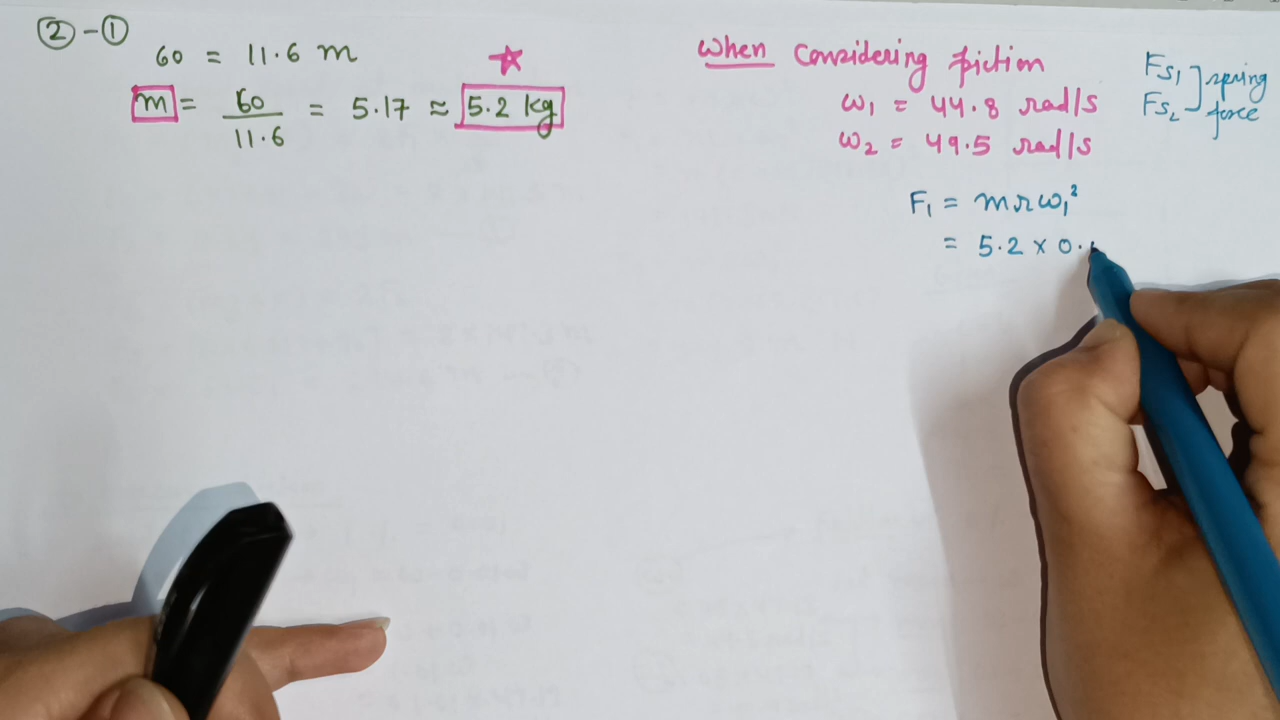 ② - ①
60 = 11.6 m
m = 60/11.6 = 5.17 ≈ 5.2 kg
When Considering friction
ω₁ = 44.8 rad/s
ω₂ = 49.5 rad/s
Fs₁
Fs₂
spring
force
F₁ = m r ω₁²
= 5.2 × 0.